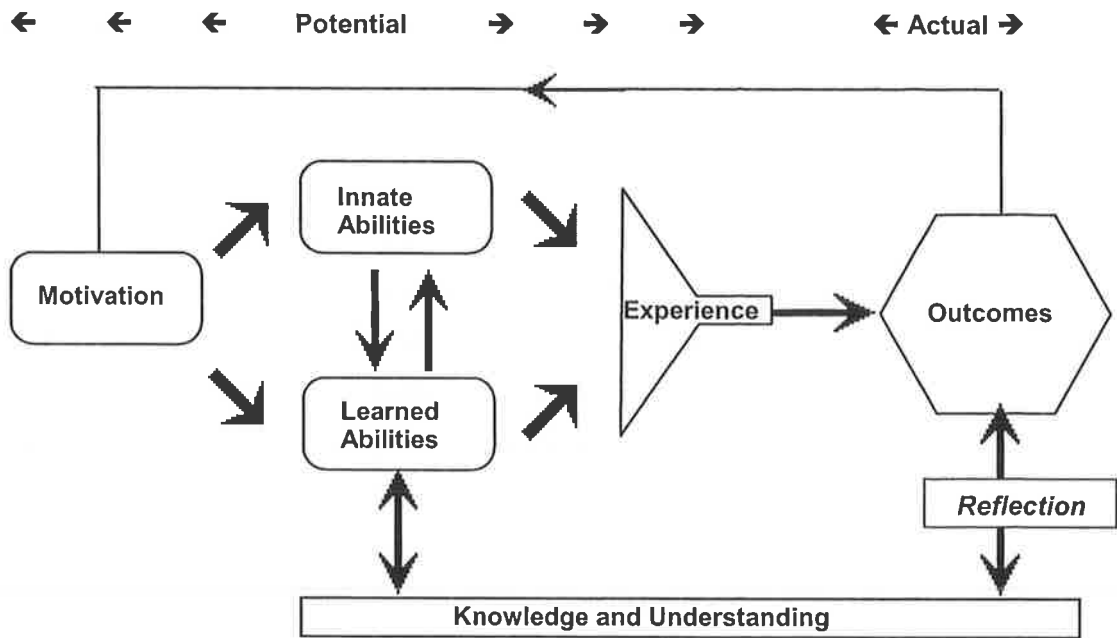 Potential
Actual
Innate
Abilities
Motivation
Experience
Outcomes
Learned
Abilities
Reflection
Knowledge and Understanding